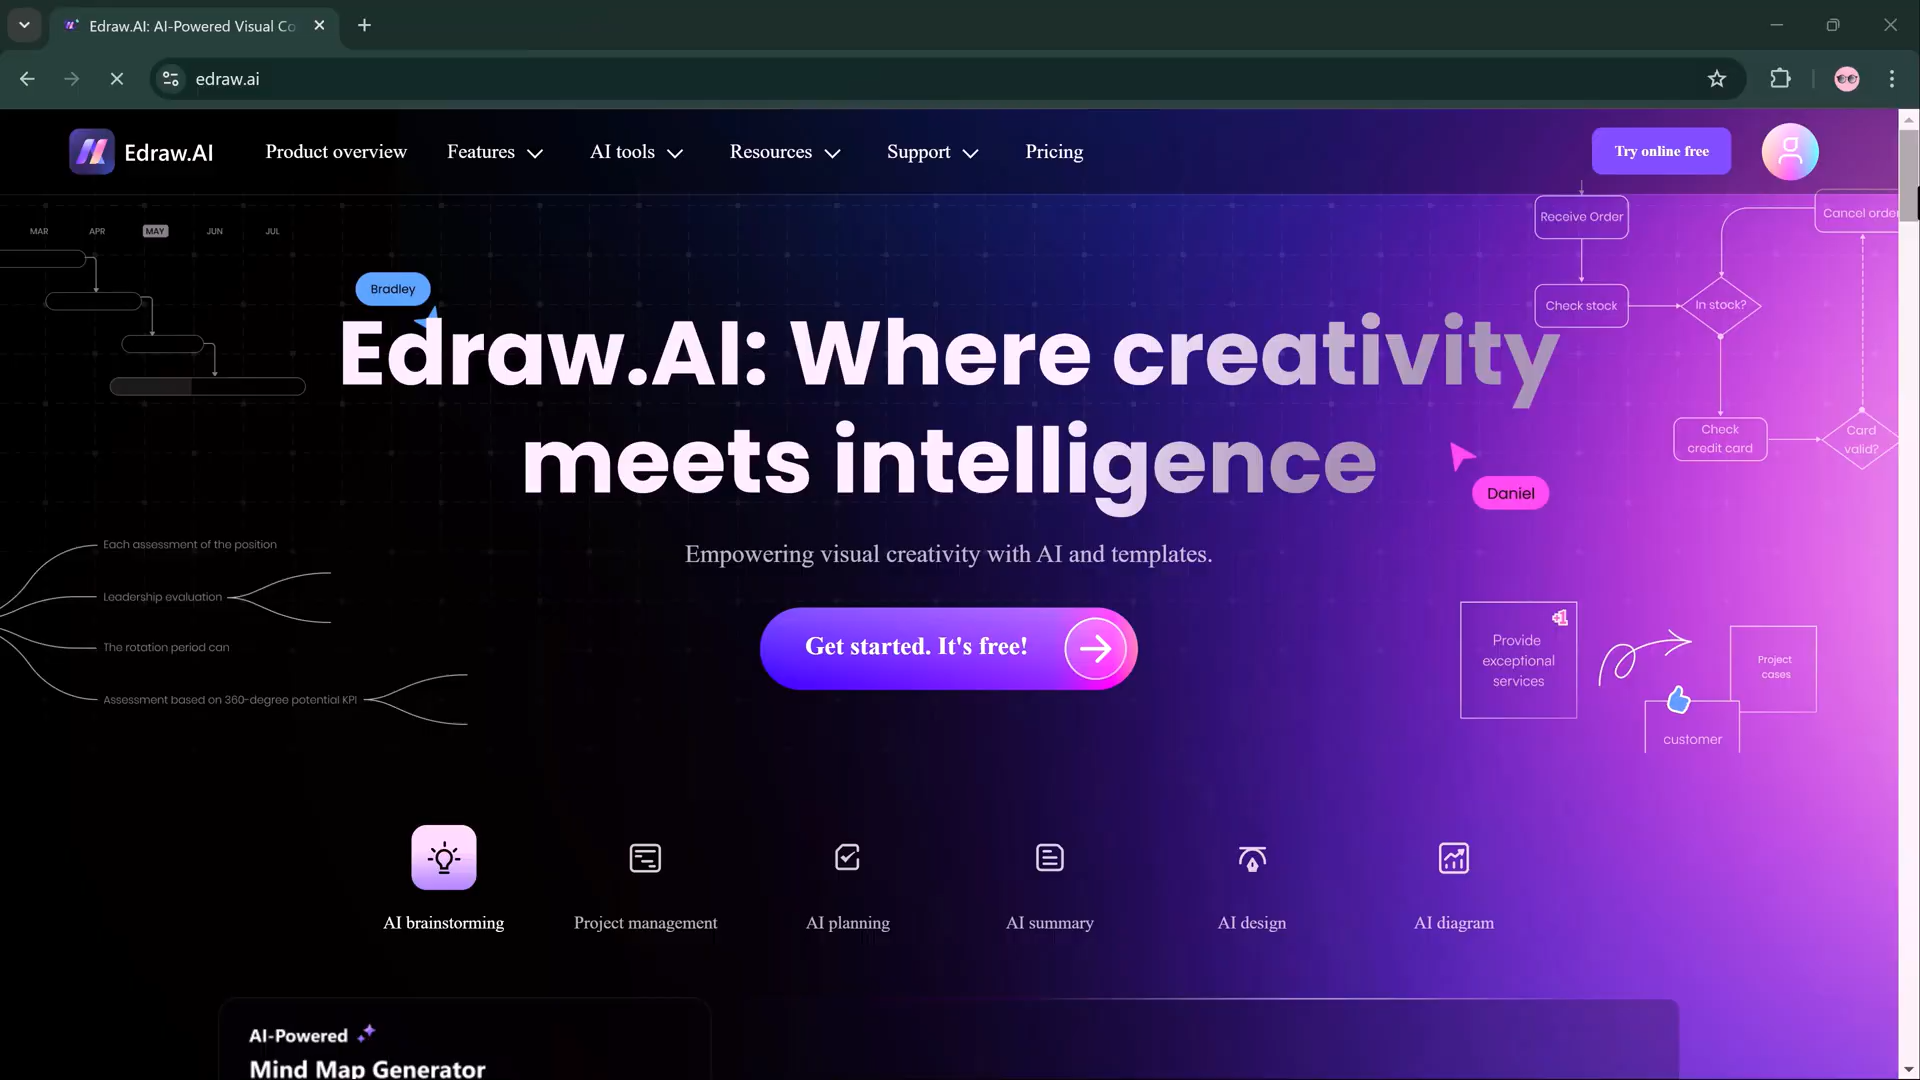 Edraw.AI: AI-Powered Visual Co
edraw.ai
Edraw.AI
Product overview
Features
AI tools
Resources
Support
Pricing
Try online free
MAR
APR
MAY
JUN
JUL
Receive Order
Cancel order
Check stock
In stock?
Check
credit card
Card
valid?
Bradley
Edraw.AI: Where creativity
meets intelligence
Daniel
Empowering visual creativity with AI and templates.
Get started. It's free!
Each assessment of the position
Leadership evaluation
The rotation period can
Assessment based on 360-degree potential KPI
+1
Provide
exceptional
services
Project
cases
customer
AI brainstorming
Project management
AI planning
AI summary
AI design
AI diagram
AI-Powered
Mind Map Generator